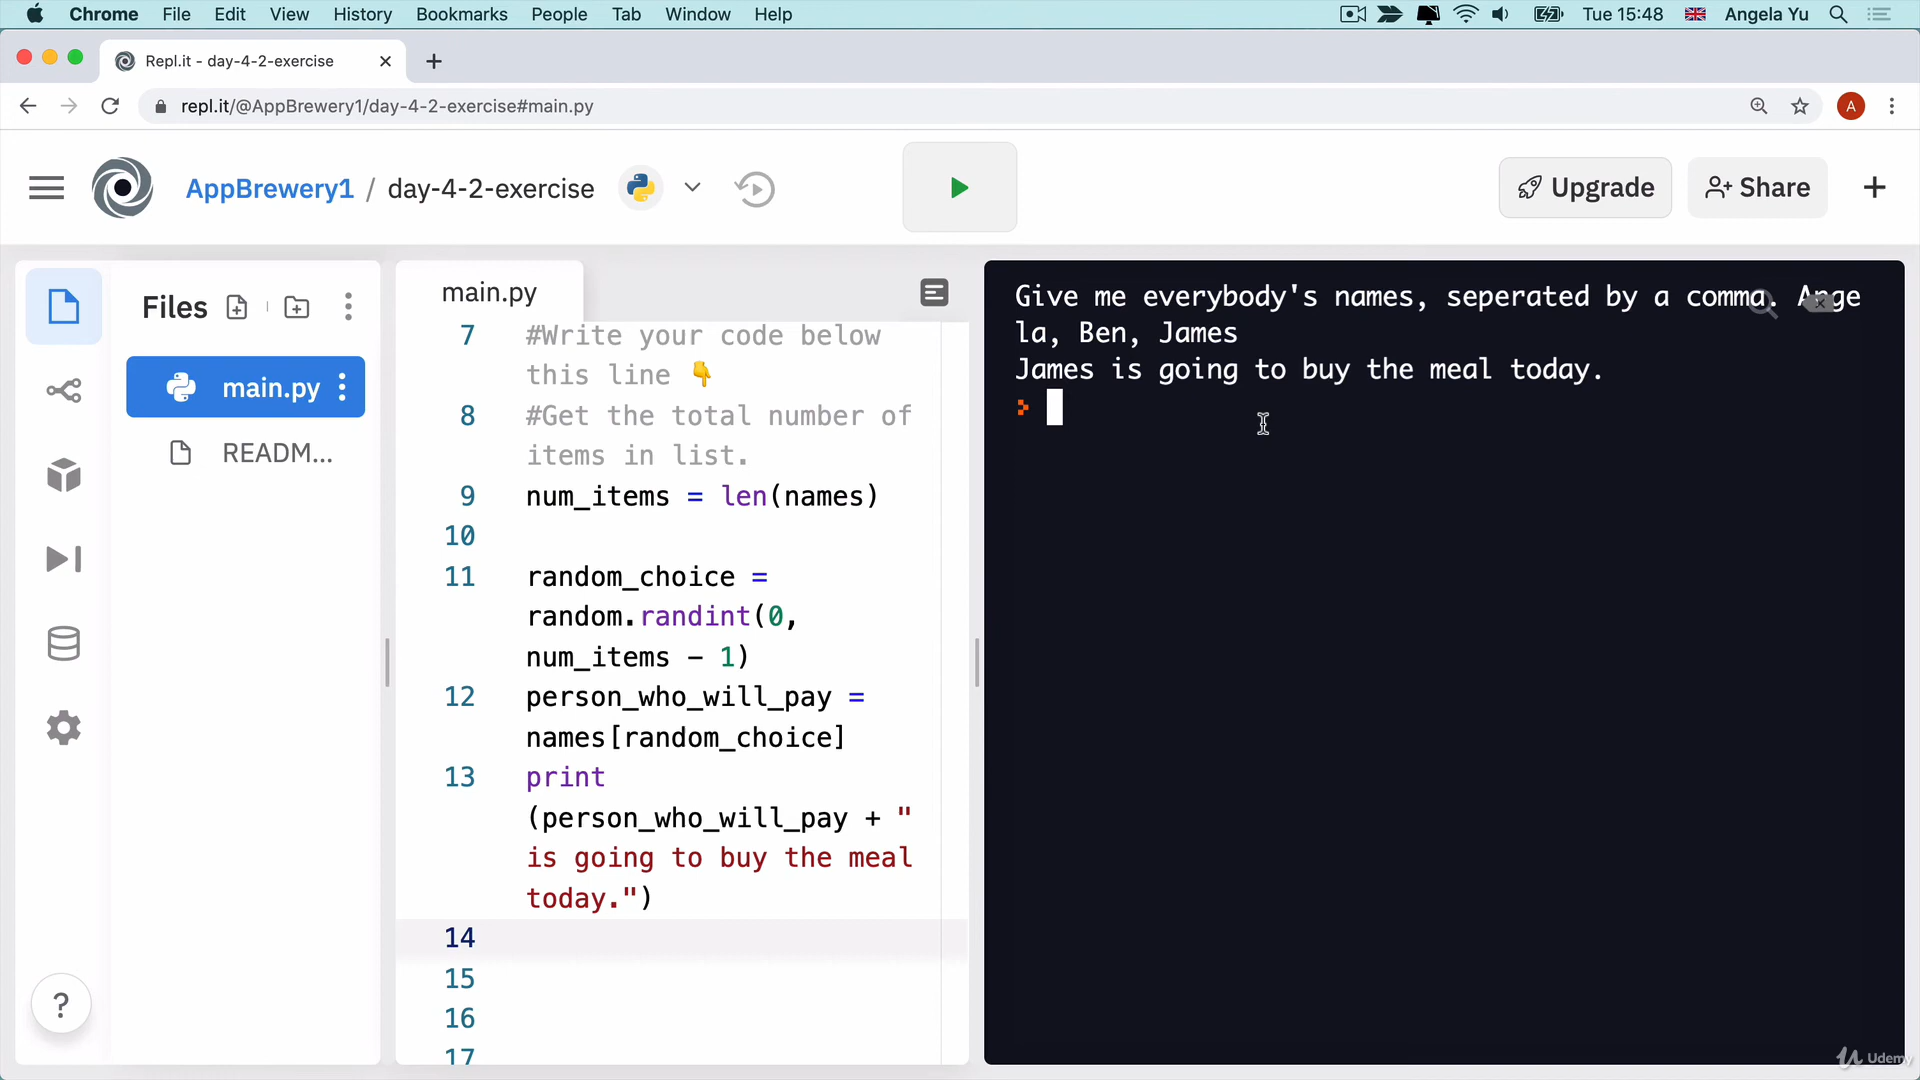 Chrome File Edit View History Bookmarks People Tab Window Help Tue 15:48 Angela Yu
Repl.it - day-4-2-exercise
repl.it/@AppBrewery1/day-4-2-exercise#main.py A
AppBrewery1 / day-4-2-exercise Upgrade Share
Files
main.py
READM...
?
main.py
7 #Write your code below
this line 👇
8 #Get the total number of
items in list.
9 num_items = len(names)
10
11 random_choice =
random.randint(0,
num_items - 1)
12 person_who_will_pay =
names[random_choice]
13 print
(person_who_will_pay + "
is going to buy the meal
today.")
14
15
16
17
Give me everybody's names, seperated by a comma. Ange
la, Ben, James
James is going to buy the meal today.
Udemy